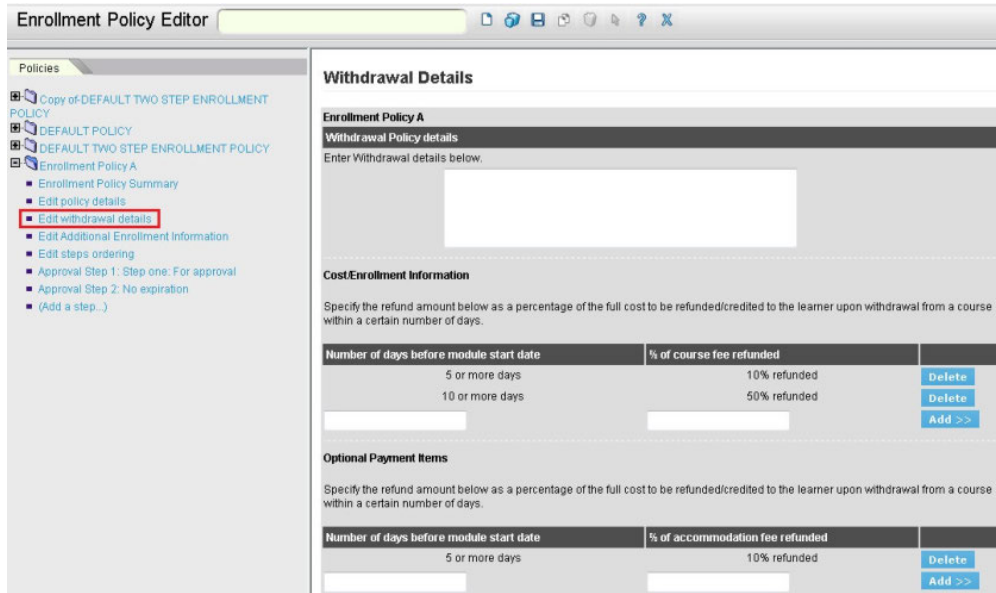 Enrollment Policy Editor
Policies
Copy of-DEFAULT TWO STEP ENROLLMENT
POLICY
DEFAULT POLICY
DEFAULT TWO STEP ENROLLMENT POLICY
Enrollment Policy A
Enrollment Policy Summary
Edit policy details
Edit withdrawal details
Edit Additional Enrollment Information
Edit steps ordering
Approval Step 1: Step one: For approval
Approval Step 2: No expiration
(Add a step...)
Withdrawal Details
Enrollment Policy A
Withdrawal Policy details
Enter Withdrawal details below.
Cost/Enrollment Information
Specify the refund amount below as a percentage of the full cost to be refunded/credited to the learner upon withdrawal from a course
within a certain number of days.
Number of days before module start date % of course fee refunded
5 or more days 10% refunded Delete
10 or more days 50% refunded Delete
Add >>
Optional Payment Items
Specify the refund amount below as a percentage of the full cost to be refunded/credited to the learner upon withdrawal from a course
within a certain number of days.
Number of days before module start date % of accommodation fee refunded
5 or more days 10% refunded Delete
Add >>